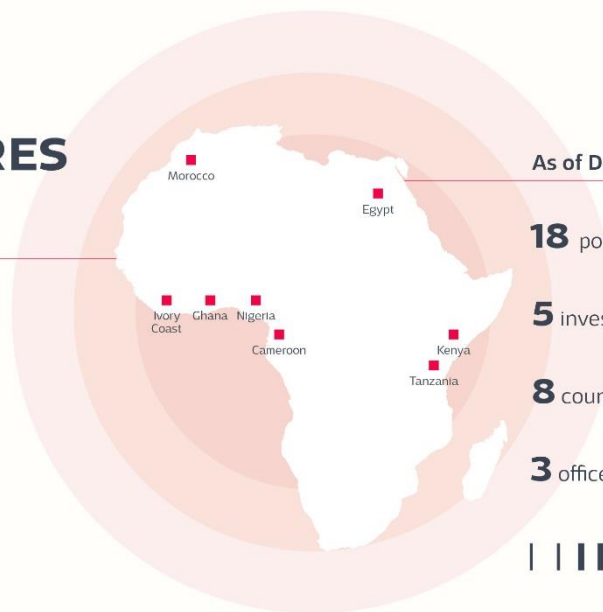 RES
Morocco
Egypt
Ivory
Coast
Ghana
Nigeria
Cameroon
Kenya
Tanzania
As of D
18 po
5 inves
8 coun
3 office